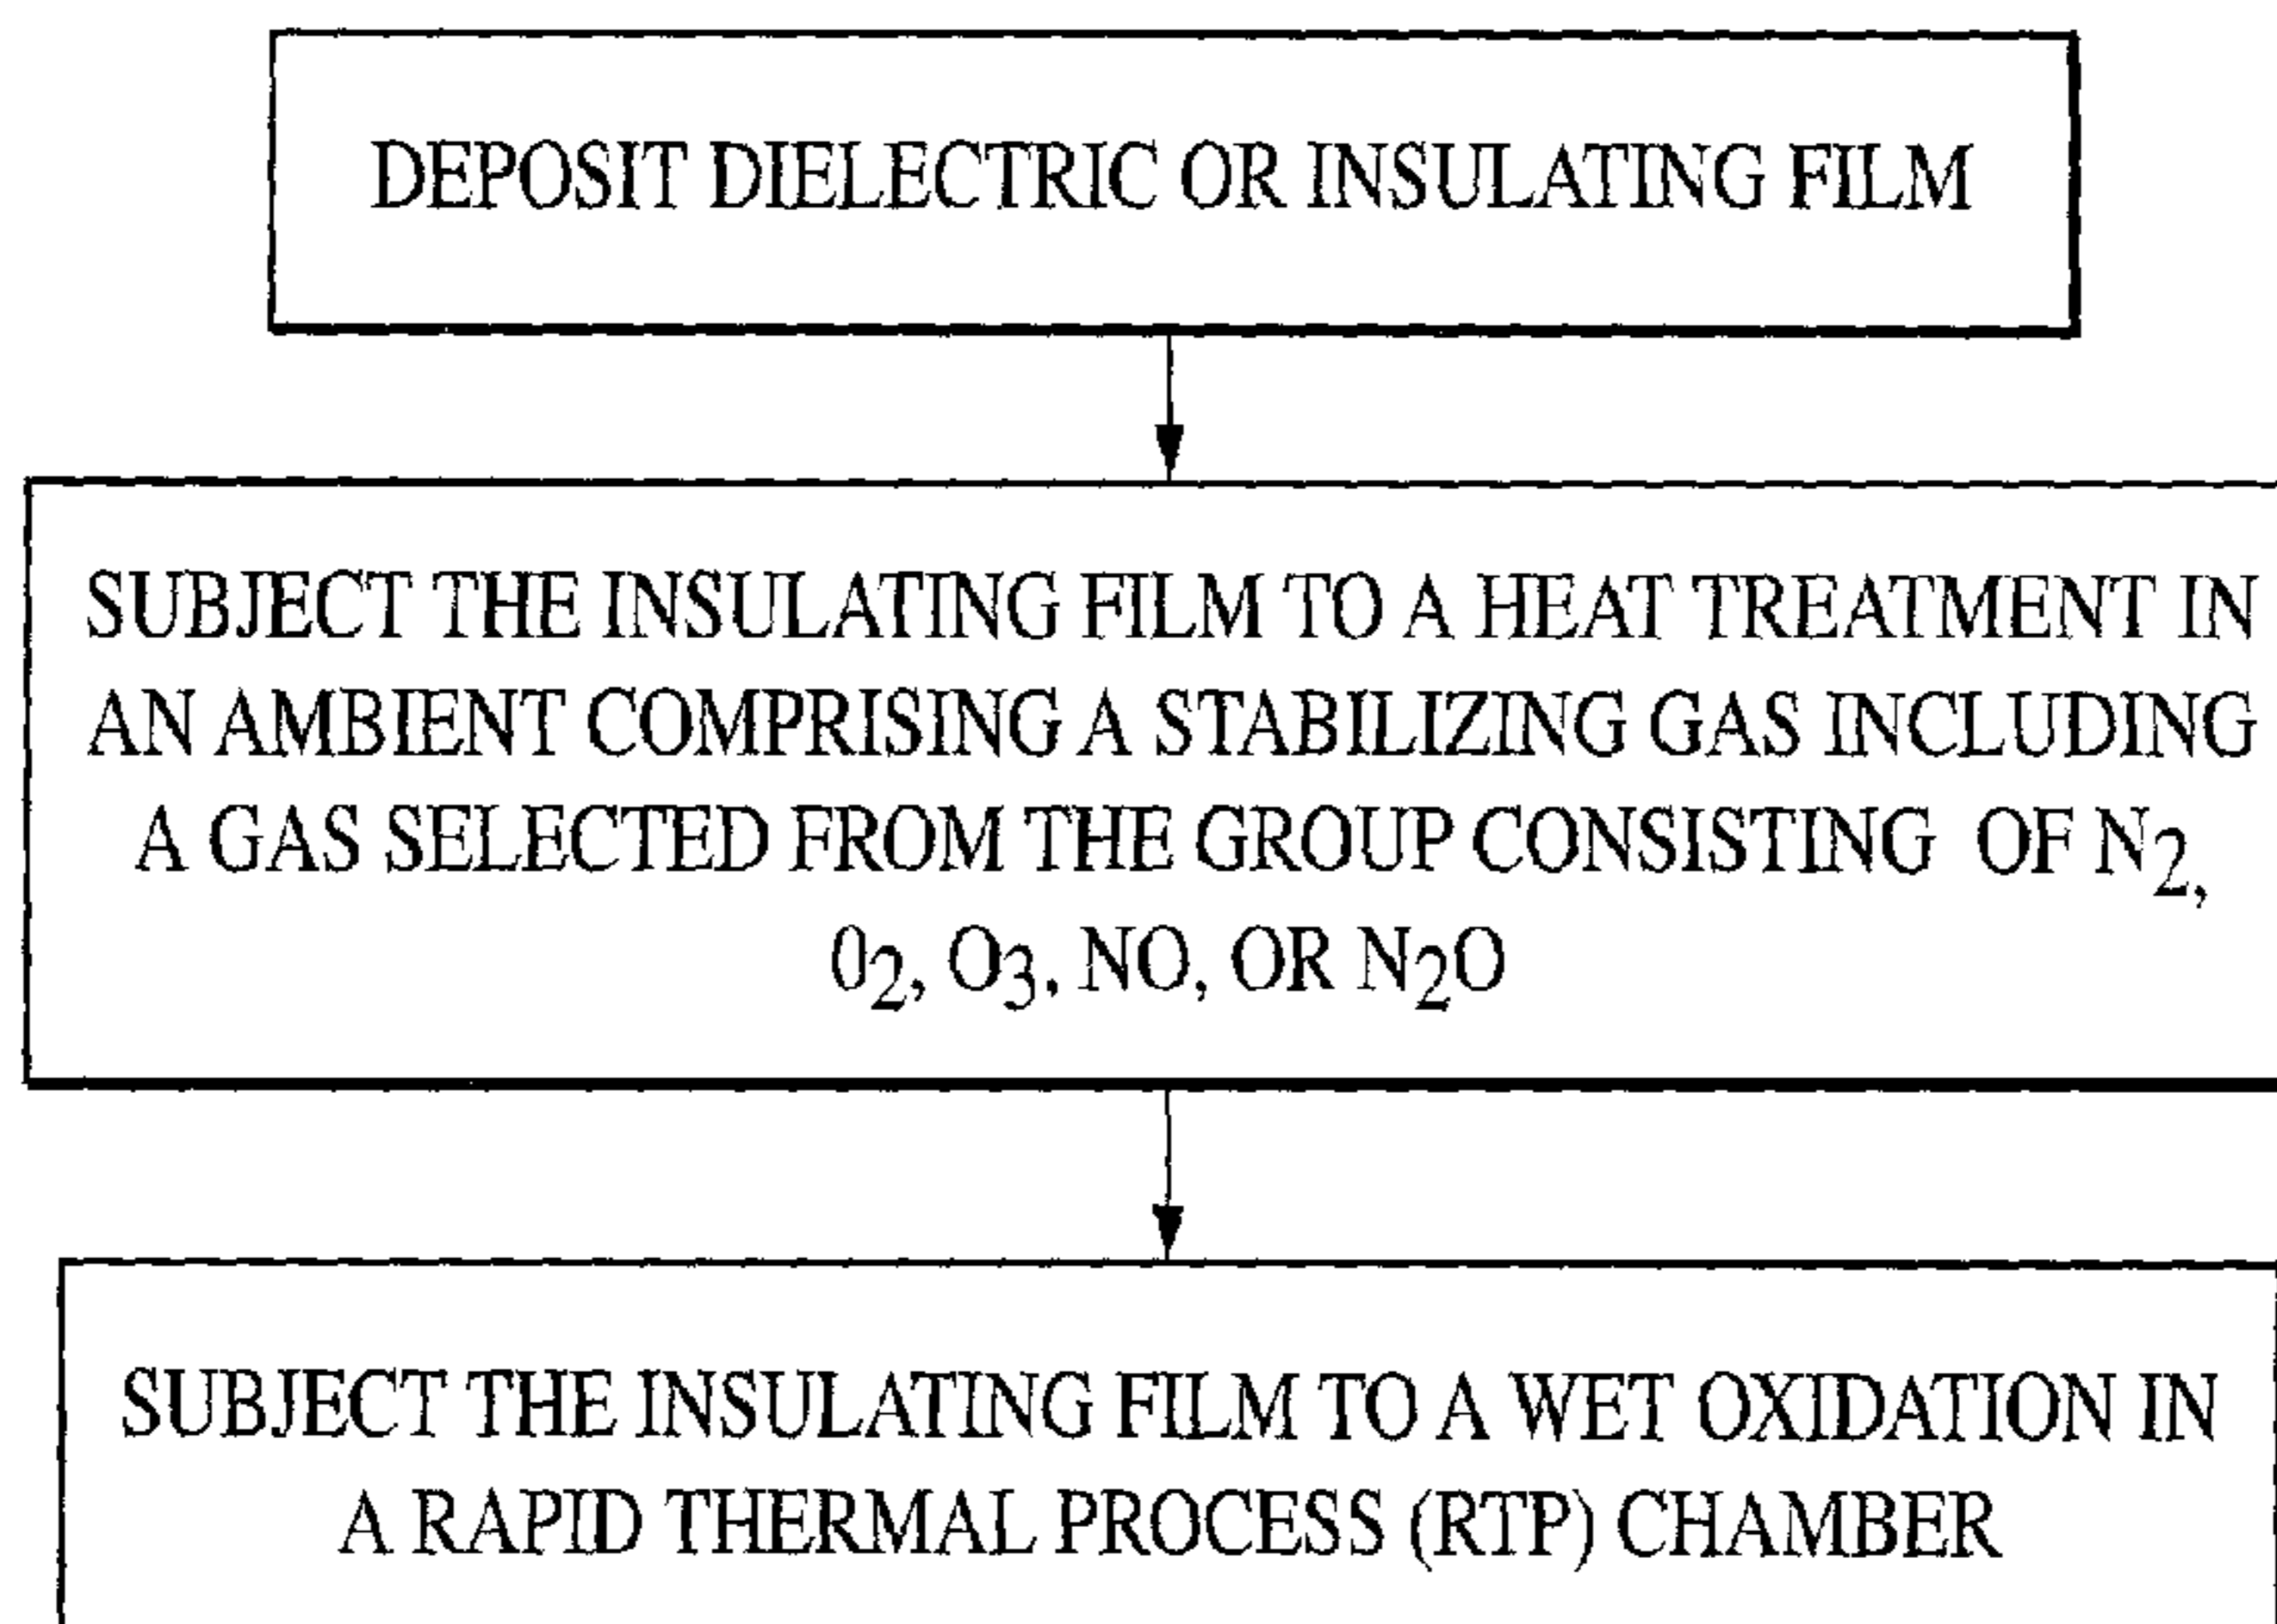 DEPOSIT DIELECTRIC OR INSULATING FILM
SUBJECT THE INSULATING FILM TO A HEAT TREATMENT IN
AN AMBIENT COMPRISING A STABILIZING GAS INCLUDING
A GAS SELECTED FROM THE GROUP CONSISTING OF N₂,
0₂, O₃. NO, OR N₂O
SUBJECT THE INSULATING FILM TO A WET OXIDATION IN
A RAPID THERMAL PROCESS (RTP) CHAMBER